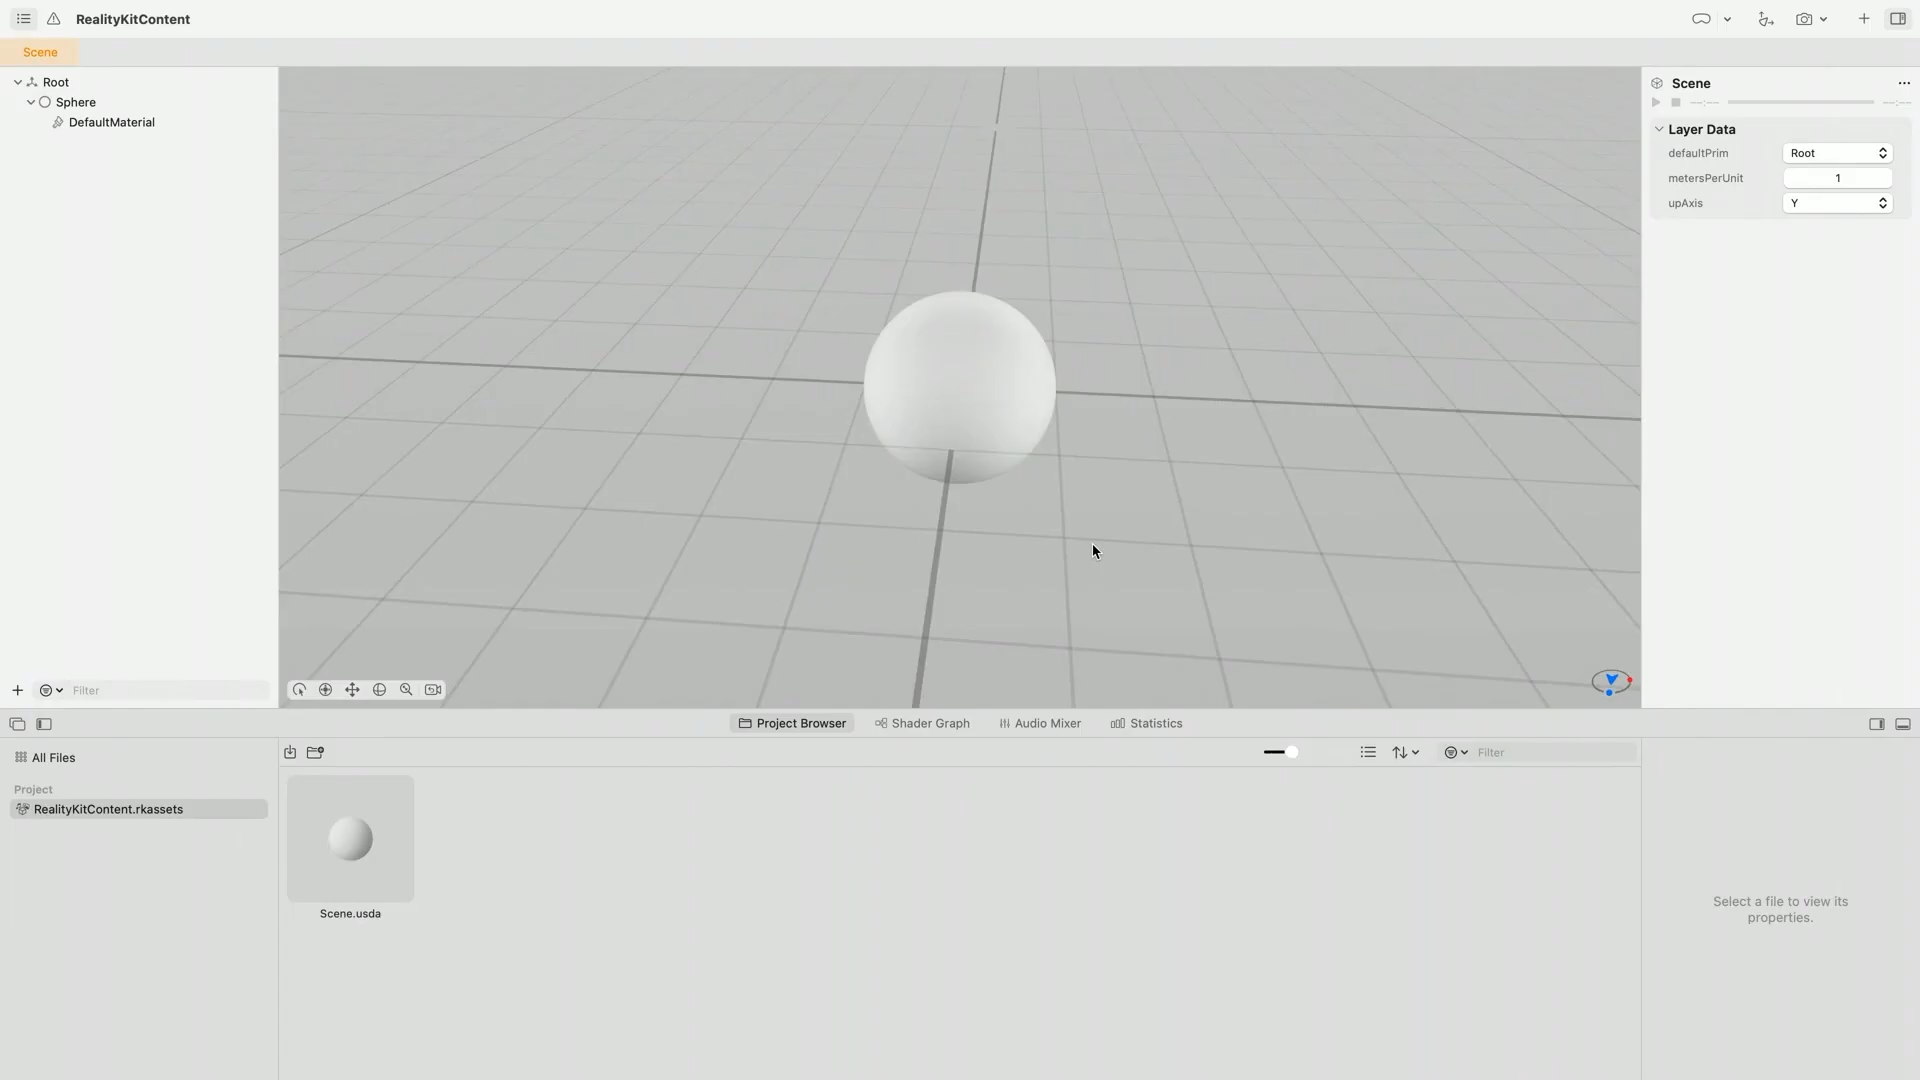 RealityKitContent
Scene
Root
Sphere
DefaultMaterial
Filter
Scene
--:--
--:--
Layer Data
defaultPrim
Root
metersPerUnit
1
upAxis
Y
Project Browser
Shader Graph
Audio Mixer
Statistics
All Files
Project
RealityKitContent.rkassets
Filter
Scene.usda
Select a file to view its
properties.